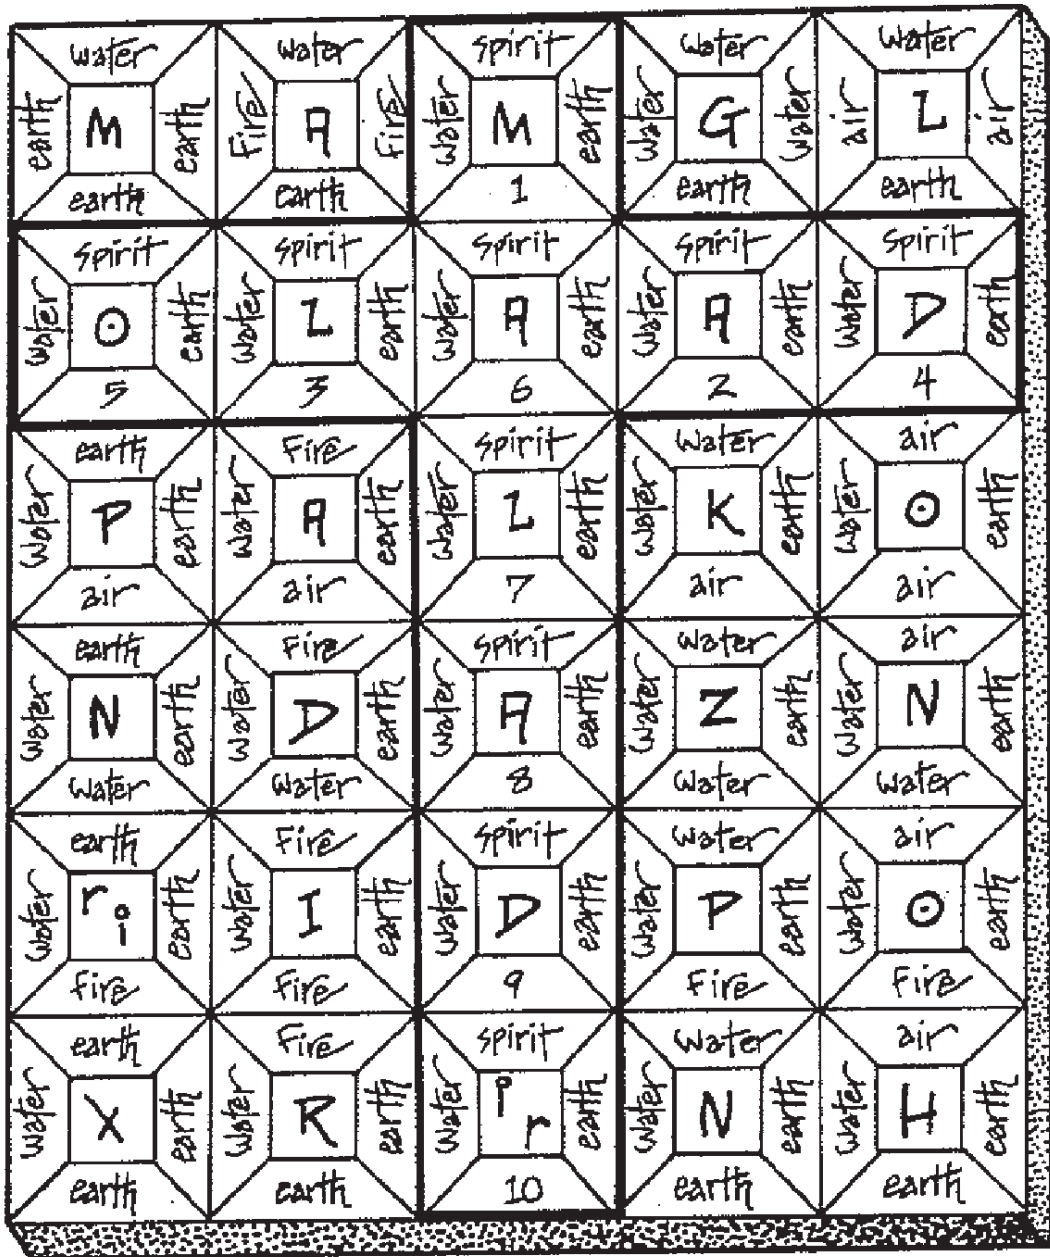 water water spirit water water
earth M earth Fire A Fire water M earth water G water air L air
earth earth 1 earth earth
spirit spirit spirit spirit spirit
water O earth water L earth water A earth water A earth water D earth
5 3 6 2 4
earth Fire spirit water air
water P earth water A earth water L earth water K earth water O earth
air air 7 air air
earth Fire spirit water air
water N earth water D earth water A earth water Z earth water N earth
water water 8 water water
earth Fire spirit water air
water r i earth water I earth water D earth water P earth water O earth
Fire Fire 9 Fire Fire
earth Fire spirit water air
water X earth water R earth water i r earth water N earth water H earth
earth earth 10 earth earth